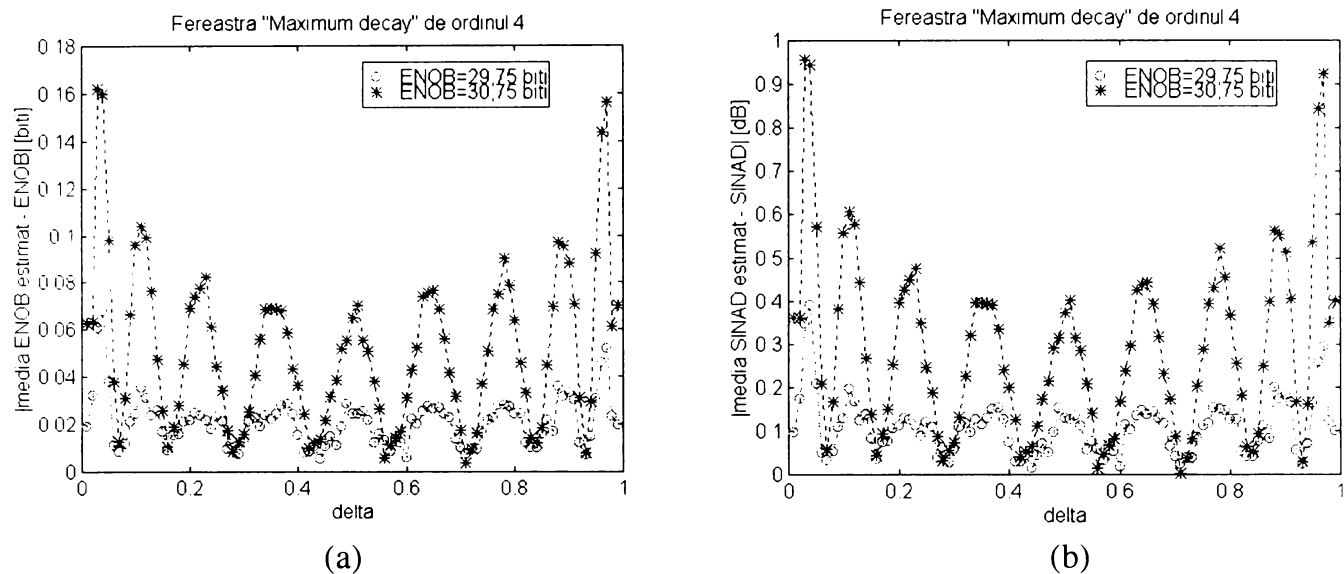 Fereastra "Maximum decay" de ordinul 4
ENOB=29,75 biti
ENOB=30,75 biti
|media ENOB estimat - ENOB| [biti]
0.18
0.16
0.14
0.12
0.1
0.08
0.06
0.04
0.02
0
0
0.2
0.4
0.6
0.8
1
delta
(a)
Fereastra "Maximum decay" de ordinul 4
ENOB=29,75 biti
ENOB=30,75 biti
|media SINAD estimat - SINAD| [dB]
1
0.9
0.8
0.7
0.6
0.5
0.4
0.3
0.2
0.1
0
0
0.2
0.4
0.6
0.8
1
delta
(b)